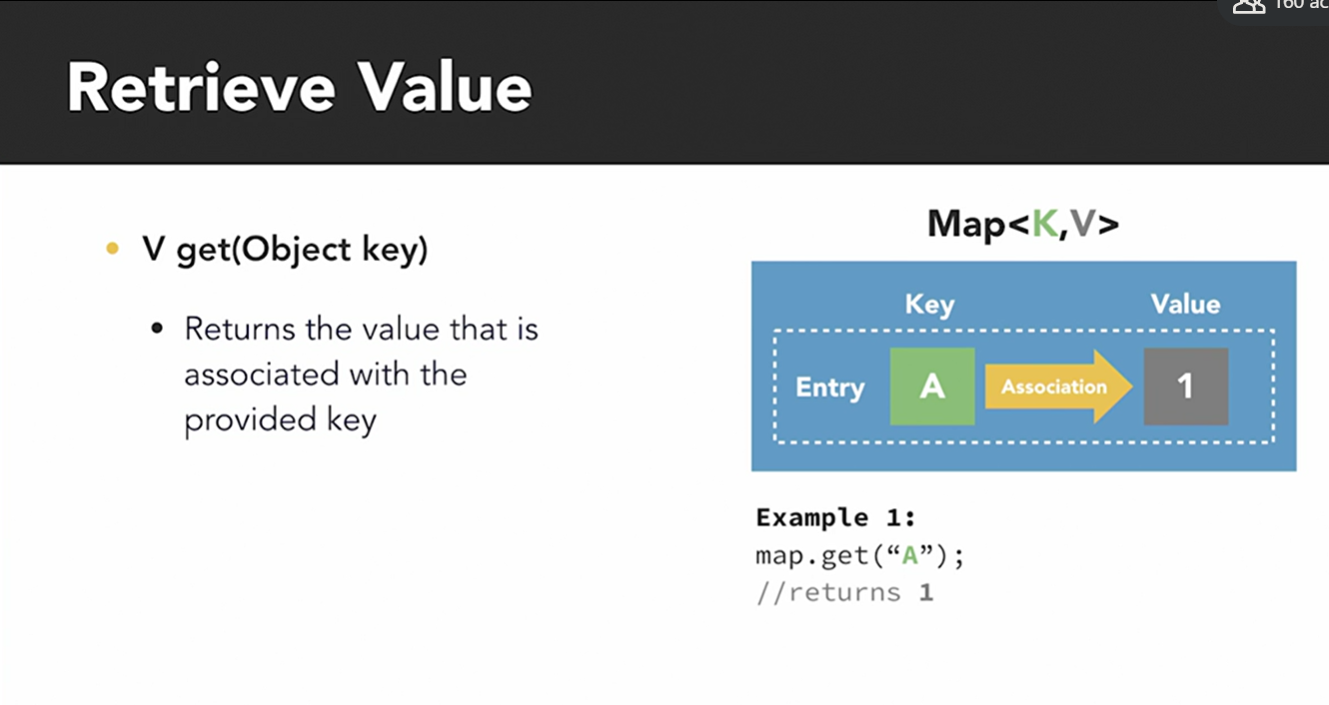 160 ac
Retrieve Value
• V get(Object key)
• Returns the value that is
associated with the
provided key
Map<K,V>
Key Value
Entry A Association 1
Example 1:
map.get(“A”);
//returns 1